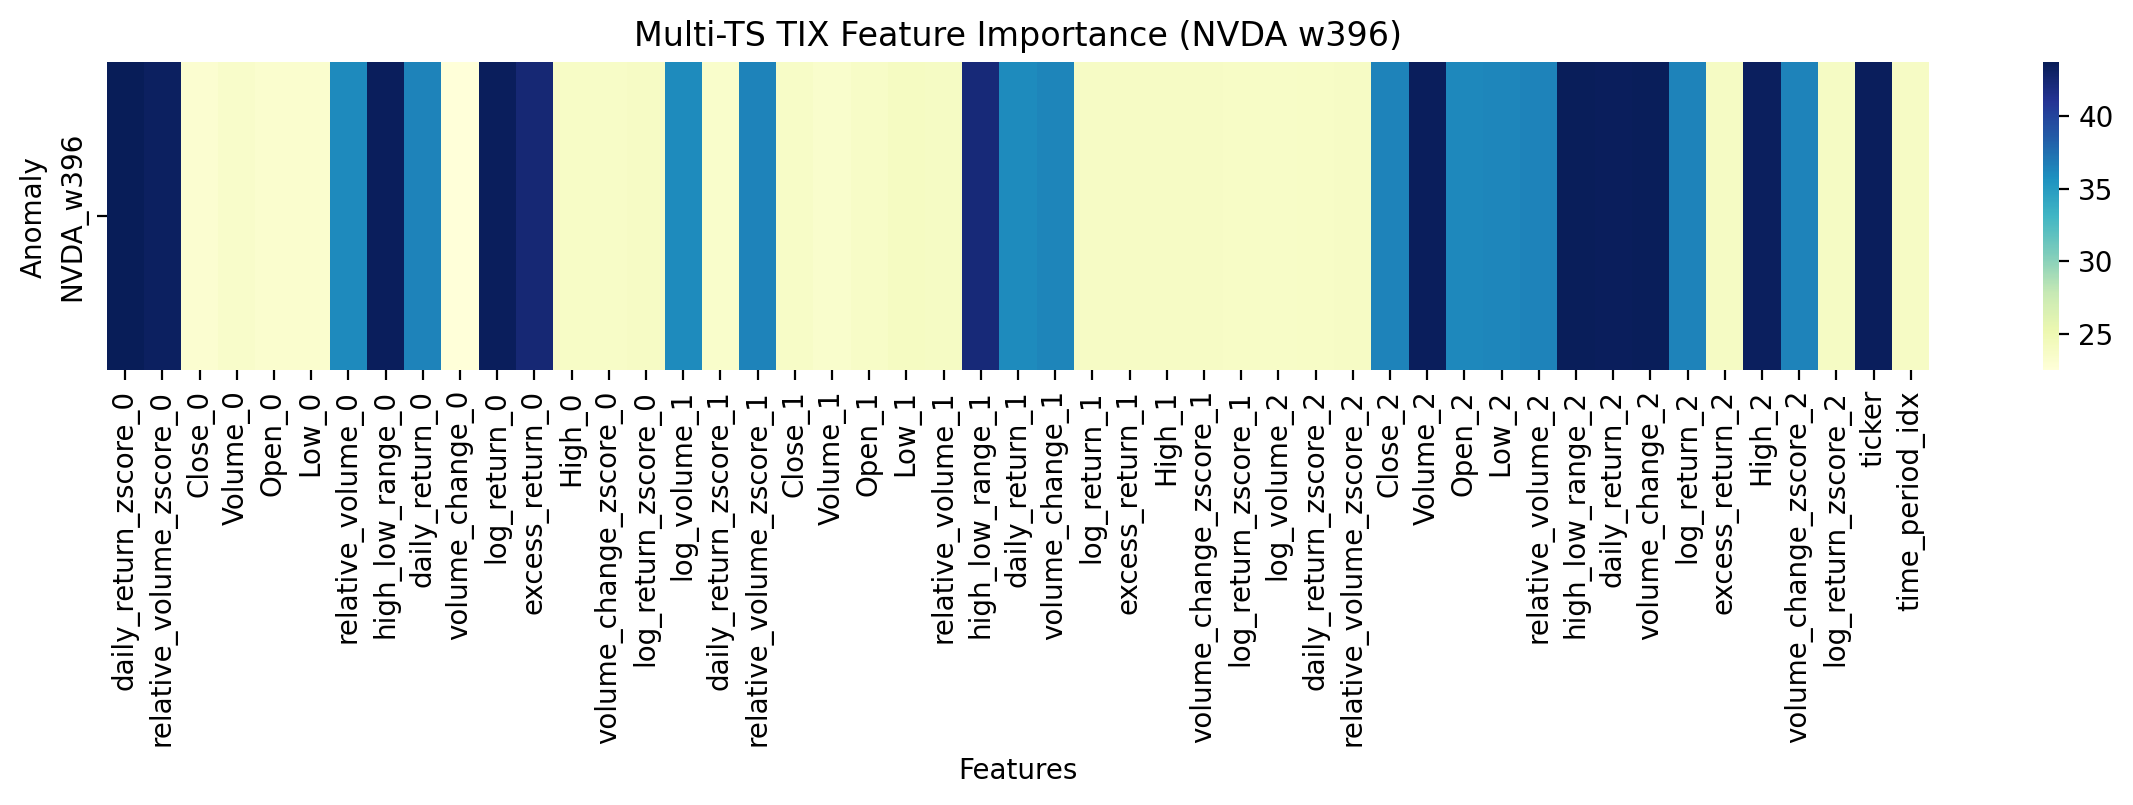 Multi-TS TIX Feature Importance (NVDA w396)
Anomaly
NVDA_w396
40
35
30
25
daily_return_zscore_0
relative_volume_zscore_0
Close_0
Volume_0
Open_0
Low_0
relative_volume_0
high_low_range_0
daily_return_0
volume_change_0
log_return_0
excess_return_0
High_0
volume_change_zscore_0
log_return_zscore_0
log_volume_1
daily_return_zscore_1
relative_volume_zscore_1
Close_1
Volume_1
Open_1
Low_1
relative_volume_1
high_low_range_1
daily_return_1
volume_change_1
log_return_1
excess_return_1
High_1
volume_change_zscore_1
log_return_zscore_1
log_volume_2
daily_return_zscore_2
relative_volume_zscore_2
Close_2
Volume_2
Open_2
Low_2
relative_volume_2
high_low_range_2
daily_return_2
volume_change_2
log_return_2
excess_return_2
High_2
volume_change_zscore_2
log_return_zscore_2
ticker
time_period_idx
Features